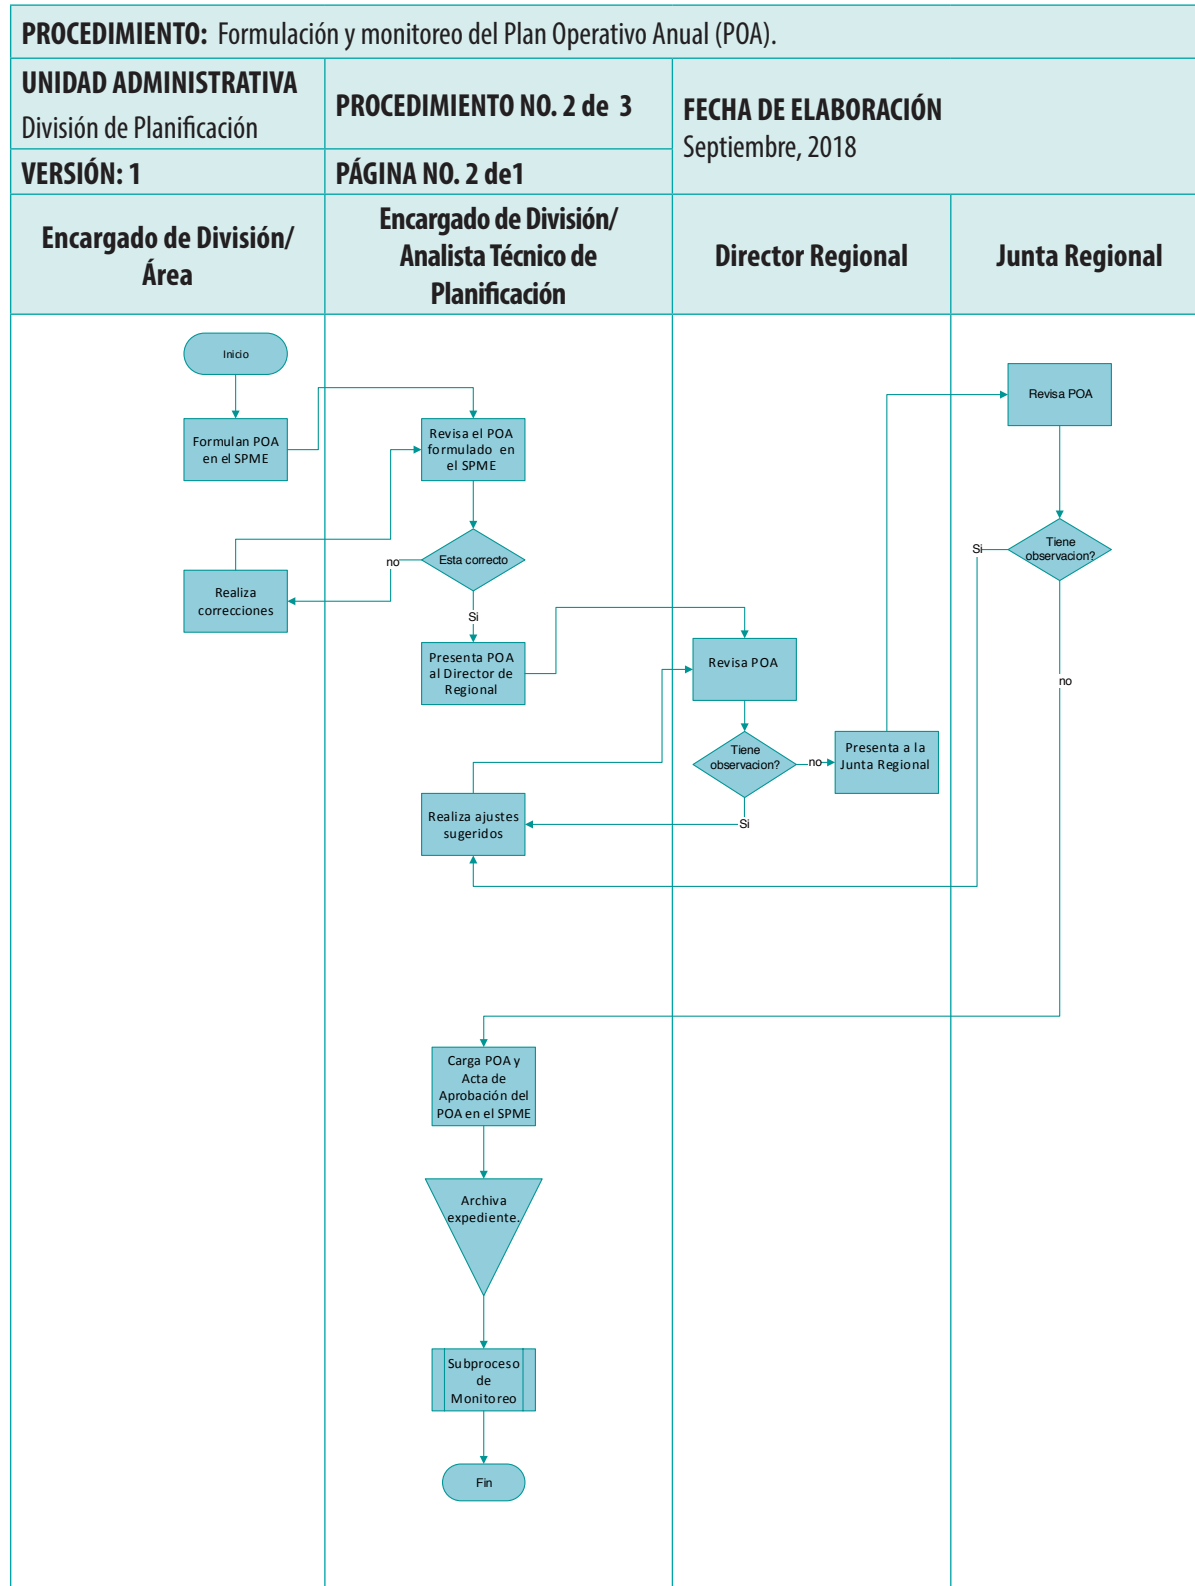 PROCEDIMIENTO: Formulación y monitoreo del Plan Operativo Anual (POA).
UNIDAD ADMINISTRATIVA
División de Planificación
PROCEDIMIENTO NO. 2 de 3
FECHA DE ELABORACIÓN
Septiembre, 2018
VERSIÓN: 1
PÁGINA NO. 2 de1
Encargado de División/
Área
Encargado de División/
Analista Técnico de
Planificación
Director Regional
Junta Regional
Inicio
Formulan POA
en el SPME
Revisa el POA
formulado en
el SPME
Esta correcto
no
Realiza
correcciones
Si
Presenta POA
al Director de
Regional
Revisa POA
Tiene
observacion?
no
Presenta a la
Junta Regional
Si
Realiza ajustes
sugeridos
Revisa POA
Tiene
observacion?
Si
no
Carga POA y
Acta de
Aprobación del
POA en el SPME
Archiva
expediente.
Subproceso
de
Monitoreo
Fin